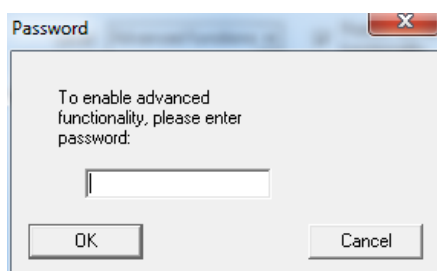 Password
To enable advanced
functionality, please enter
password:
OK
Cancel